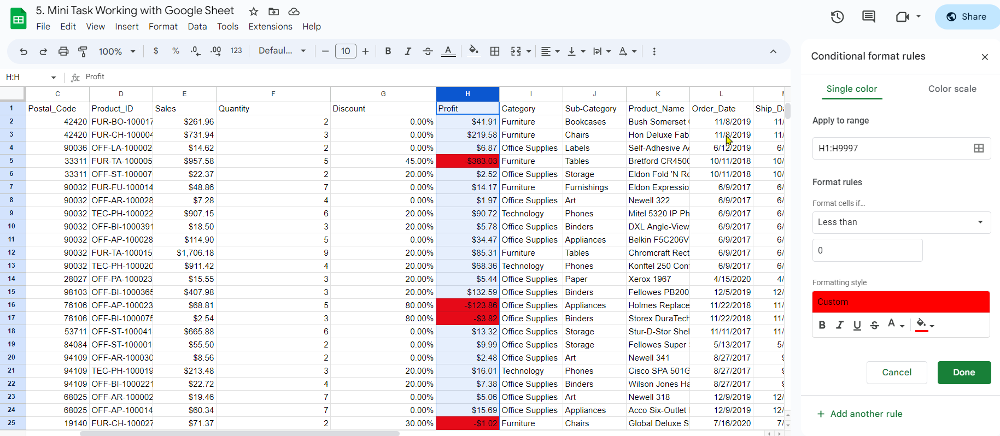 5. Mini Task Working with Google Sheet
File Edit View Insert Format Data Tools Extensions Help
Share
100% $ % .0 .00 123 Defaul... 10 B I S A
H:H fx Profit
C D E F G H I J K L
1 Postal_Code Product_ID Sales Quantity Discount Profit Category Sub-Category Product_Name Order_Date Ship_Da
2 42420 FUR-BO-100017 $261.96 2 0.00% $41.91 Furniture Bookcases Bush Somerset 11/8/2019 11/
3 42420 FUR-CH-100004 $731.94 3 0.00% $219.58 Furniture Chairs Hon Deluxe Fab 11/8/2019 11/
4 90036 OFF-LA-100002 $14.62 2 0.00% $6.87 Office Supplies Labels Self-Adhesive Ac 6/12/2019 6/
5 33311 FUR-TA-100005 $957.58 5 45.00% -$383.03 Furniture Tables Bretford CR4500 10/11/2018 10/
6 33311 OFF-ST-100007 $22.37 2 20.00% $2.52 Office Supplies Storage Eldon Fold 'N Ro 10/11/2018 10/
7 90032 FUR-FU-100014 $48.86 7 0.00% $14.17 Furniture Furnishings Eldon Expressio 6/9/2017 6/
8 90032 OFF-AR-100028 $7.28 4 0.00% $1.97 Office Supplies Art Newell 322 6/9/2017 6/
9 90032 TEC-PH-100022 $907.15 6 20.00% $90.72 Technology Phones Mitel 5320 IP Ph 6/9/2017 6/
10 90032 OFF-BI-1000391 $18.50 3 20.00% $5.78 Office Supplies Binders DXL Angle-View 6/9/2017 6/
11 90032 OFF-AP-100028 $114.90 5 0.00% $34.47 Office Supplies Appliances Belkin F5C206V 6/9/2017 6/
12 90032 FUR-TA-100015 $1,706.18 9 20.00% $85.31 Furniture Tables Chromcraft Rect 6/9/2017 6/
13 90032 TEC-PH-100020 $911.42 4 20.00% $68.36 Technology Phones Konftel 250 Con 6/9/2017 6/
14 28027 OFF-PA-100023 $15.55 3 20.00% $5.44 Office Supplies Paper Xerox 1967 4/15/2020 4/
15 98103 OFF-BI-1000365 $407.98 3 20.00% $132.59 Office Supplies Binders Fellowes PB200 12/5/2019 12/
16 76106 OFF-AP-100023 $68.81 5 80.00% -$123.86 Office Supplies Appliances Holmes Replace 11/22/2018 11/
17 76106 OFF-BI-1000075 $2.54 3 80.00% -$3.82 Office Supplies Binders Storex DuraTech 11/22/2018 11/
18 53711 OFF-ST-100041 $665.88 6 0.00% $13.32 Office Supplies Storage Stur-D-Stor Shel 11/11/2017 11/
19 84084 OFF-ST-100001 $55.50 2 0.00% $9.99 Office Supplies Storage Fellowes Super 5/13/2017 5/
20 94109 OFF-AR-100030 $8.56 2 0.00% $2.48 Office Supplies Art Newell 341 8/27/2017
21 94109 TEC-PH-100019 $213.48 3 20.00% $16.01 Technology Phones Cisco SPA 501G 8/27/2017
22 94109 OFF-BI-1000221 $22.72 4 20.00% $7.38 Office Supplies Binders Wilson Jones Ha 8/27/2017
23 68025 OFF-AR-100002 $19.46 7 0.00% $5.06 Office Supplies Art Newell 318 12/9/2019 12/
24 68025 OFF-AP-100014 $60.34 7 0.00% $15.69 Office Supplies Appliances Acco Six-Outlet 12/9/2019 12/
25 19140 FUR-CH-100027 $71.37 2 30.00% -$1.02 Furniture Chairs Global Deluxe S 7/16/2020 7/
Conditional format rules
Single color Color scale
Apply to range
H1:H9997
Format rules
Format cells if…
Less than
0
Formatting style
Custom
B I U S A
Cancel Done
+ Add another rule